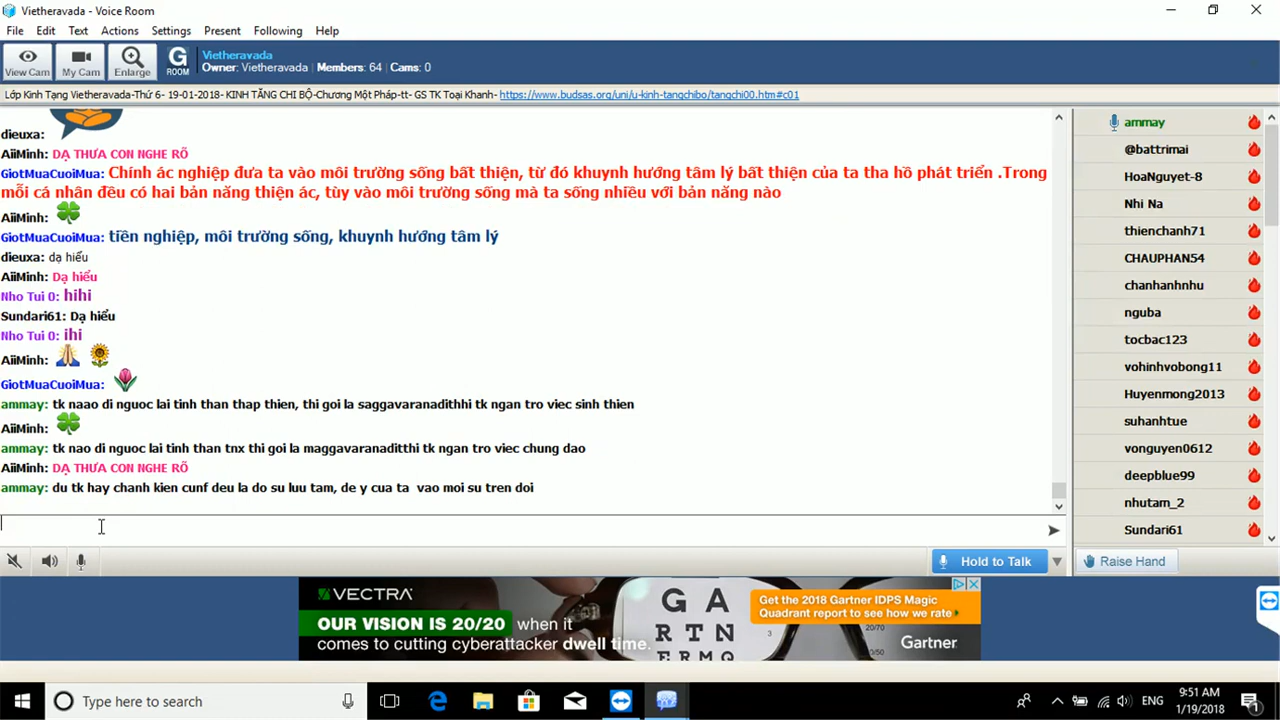 Vietheravada - Voice Room
File Edit Text Actions Settings Present Following Help
View Cam My Cam Enlarge G ROOM
Vietheravada
Owner: Vietheravada | Members: 64 | Cams: 0
Lớp Kinh Tạng Vietheravada-Thứ 6- 19-01-2018- KINH TĂNG CHI BỘ-Chương Một Pháp-tt- GS TK Toại Khanh- https://www.budsas.org/uni/u-kinh-tangchibo/tangchi00.htm#c01
dieuxa:
AiiMinh: DẠ THƯA CON NGHE RÕ
GiotMuaCuoiMua: Chính ác nghiệp đưa ta vào môi trường sống bất thiện, từ đó khuynh hướng tâm lý bất thiện của ta tha hồ phát triển .Trong
mỗi cá nhân đều có hai bản năng thiện ác, tùy vào môi trường sống mà ta sống nhiều với bản năng nào
AiiMinh:
GiotMuaCuoiMua: tiền nghiệp, môi trường sống, khuynh hướng tâm lý
dieuxa: dạ hiểu
AiiMinh: Dạ hiểu
Nho Tui 0: hihi
Sundari61: Dạ hiểu
Nho Tui 0: ihi
AiiMinh:
GiotMuaCuoiMua:
ammay: tk naao di nguoc lai tinh than thap thien, thi goi la saggavaranadithhi tk ngan tro viec sinh thien
AiiMinh:
ammay: tk nao di nguoc lai tinh than tnx thi goi la maggavaranaditthi tk ngan tro viec chung dao
AiiMinh: DẠ THƯA CON NGHE RÕ
ammay: du tk hay chanh kien cunf deu la do su luu tam, de y cua ta  vao moi su tren doi
ammay
@battrimai
HoaNguyet-8
Nhi Na
thienchanh71
CHAUPHAN54
chanhanhnhu
nguba
tocbac123
vohinhvobong11
Huyenmong2013
suhanhtue
vonguyen0612
deepblue99
nhutam_2
Sundari61
Hold to Talk
Raise Hand
VECTRA
OUR VISION IS 20/20 when it
comes to cutting cyberattacker dwell time.
G A
R T N
E R M Q
3
20/70
Get the 2018 Gartner IDPS Magic
Quadrant report to see how we rate
Gartner
Type here to search
ENG
9:51 AM
1/19/2018
1